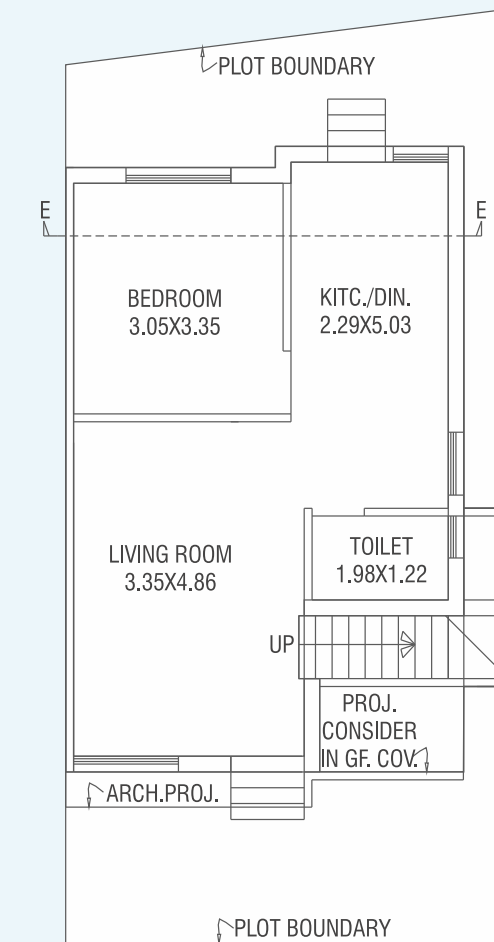 PLOT BOUNDARY
E
E
BEDROOM
3.05X3.35
KITC./DIN.
2.29X5.03
LIVING ROOM
3.35X4.86
TOILET
1.98X1.22
UP
PROJ.
CONSIDER
IN GF. COV.
ARCH.PROJ.
PLOT BOUNDARY